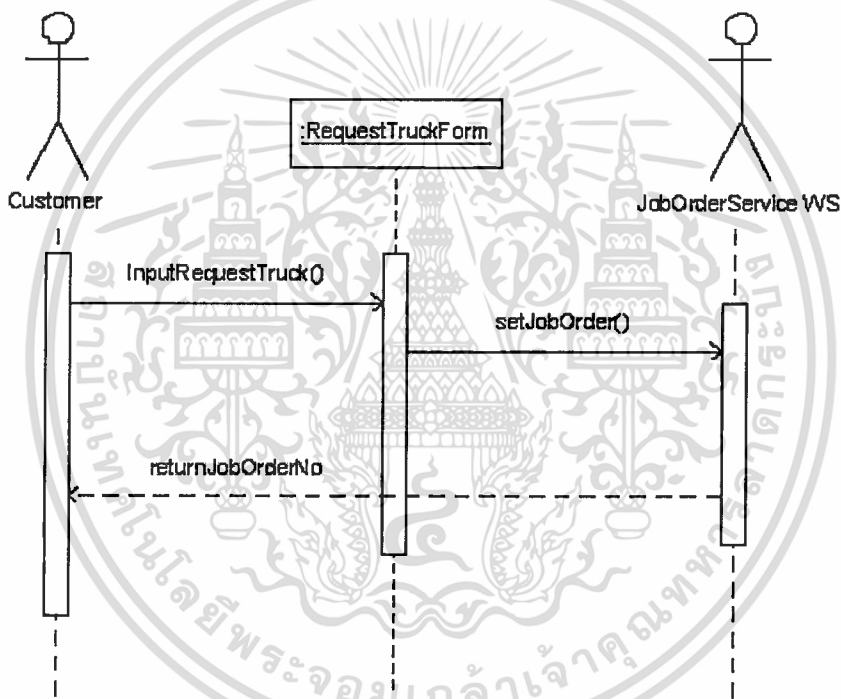 :RequestTruckForm
Customer
JobOrderService WS
InputRequestTruck()
setJobOrder()
returnJobOrderNo